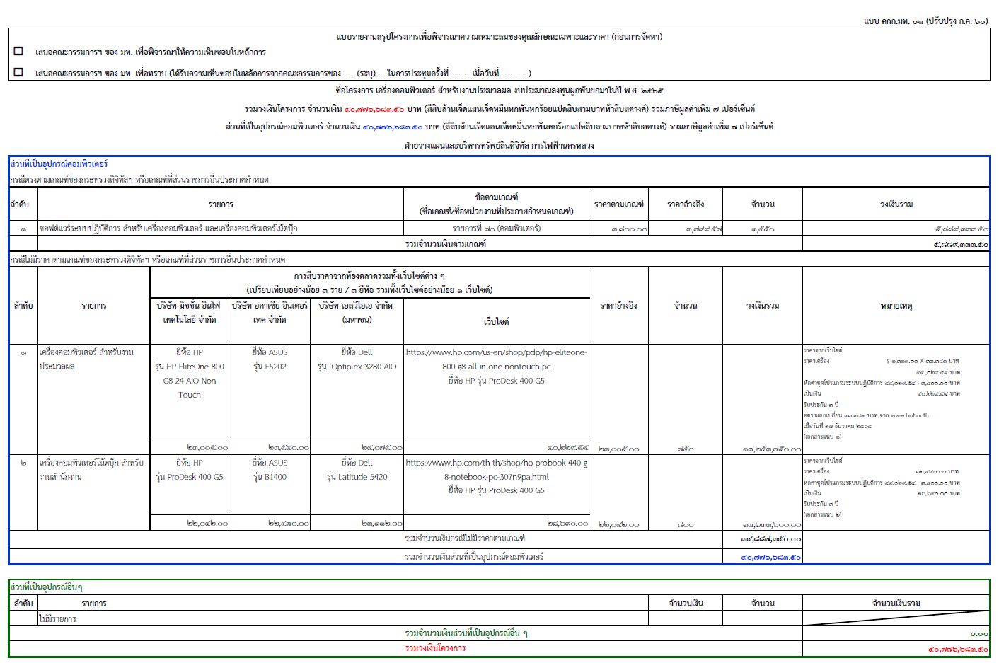 แบบ คกก.มท. ๐๑ (ปรับปรุง ก.ค. ๖๐)
แบบรายงานสรุปโครงการเพื่อพิจารณาความเหมาะสมของคุณลักษณะเฉพาะและราคา (ก่อนการจัดหา)
เสนอคณะกรรมการฯ ของ มท. เพื่อพิจารณาให้ความเห็นชอบในหลักการ
เสนอคณะกรรมการฯ ของ มท. เพื่อทราบ (ได้รับความเห็นชอบในหลักการจากคณะกรรมการของ........(ระบุ)......ในการประชุมครั้งที่............เมื่อวันที่...............)
ชื่อโครงการ เครื่องคอมพิวเตอร์ สำหรับงานประมวลผล งบประมาณลงทุนผูกพันยกมาในปี พ.ศ. ๒๕๖๕
รวมวงเงินโครงการ จำนวนเงิน ๔๐,๗๗๖,๖๘๓.๕๐ บาท (สี่สิบล้านเจ็ดแสนเจ็ดหมื่นหกพันหกร้อยแปดสิบสามบาทห้าสิบสตางค์) รวมภาษีมูลค่าเพิ่ม ๗ เปอร์เซ็นต์
ส่วนที่เป็นอุปกรณ์คอมพิวเตอร์ จำนวนเงิน ๔๐,๗๗๖,๖๘๓.๕๐ บาท (สี่สิบล้านเจ็ดแสนเจ็ดหมื่นหกพันหกร้อยแปดสิบสามบาทห้าสิบสตางค์) รวมภาษีมูลค่าเพิ่ม ๗ เปอร์เซ็นต์
ฝ่ายวางแผนและบริหารทรัพย์สินดิจิทัล การไฟฟ้านครหลวง
ส่วนที่เป็นอุปกรณ์คอมพิวเตอร์
กรณีตรงตามเกณฑ์ของกระทรวงดิจิทัลฯ หรือเกณฑ์ที่ส่วนราชการอื่นประกาศกำหนด
ลำดับ รายการ ข้อตามเกณฑ์ ราคาตามเกณฑ์ ราคาอ้างอิง จำนวน วงเงินรวม
(ชื่อเกณฑ์/ชื่อหน่วยงานที่ประกาศกำหนดเกณฑ์)
๑ ซอฟต์แวร์ระบบปฏิบัติการ สำหรับเครื่องคอมพิวเตอร์ และเครื่องคอมพิวเตอร์โน้ตบุ๊ก รายการที่ ๗๐ (คอมพิวเตอร์) ๓,๘๐๐.๐๐ ๓,๗๙๙.๕๗ ๑,๕๕๐ ๕,๘๘๙,๓๓๓.๕๐
รวมจำนวนเงินตามเกณฑ์ ๕,๘๘๙,๓๓๓.๕๐
กรณีไม่มีราคาตามเกณฑ์ของกระทรวงดิจิทัลฯ หรือเกณฑ์ที่ส่วนราชการอื่นประกาศกำหนด
การสืบราคาจากท้องตลาดรวมทั้งเว็บไซต์ต่าง ๆ
(เปรียบเทียบอย่างน้อย ๓ ราย / ๓ ยี่ห้อ รวมทั้งเว็บไซต์อย่างน้อย ๑ เว็บไซต์)
ลำดับ รายการ บริษัท มิชชั่น อินโฟ บริษัท อคาเซีย อินเตอร์ บริษัท เอสวีโอเอ จำกัด เว็บไซต์ ราคาอ้างอิง จำนวน วงเงินรวม หมายเหตุ
เทคโนโลยี จำกัด เทค จำกัด (มหาชน)
๑ เครื่องคอมพิวเตอร์ สำหรับงาน ยี่ห้อ HP ยี่ห้อ ASUS ยี่ห้อ Dell https://www.hp.com/us-en/shop/pdp/hp-eliteone- ราคาจากเว็บไซต์
ประมวลผล รุ่น HP EliteOne 800 รุ่น E5202 รุ่น Optiplex 3280 AIO 800-g8-all-in-one-nontouch-pc ราคาเครื่อง $ ๑,๓๑๙.๐๐ X ๓๓.๓๘๑ บาท
๔๔,๐๒๙.๕๔ บาท
G8 24 AIO Non- ยี่ห้อ HP รุ่น ProDesk 400 G5 หักค่าชุดโปรแกรมระบบปฏิบัติการ ๔๔,๐๒๙.๕๔ - ๓,๘๐๐.๐๐ บาท
Touch เป็นเงิน ๔๐,๒๒๙.๕๔ บาท
รับประกัน ๓ ปี
อัตราแลกเปลี่ยน ๓๓.๓๘๑ บาท จาก www.bot.or.th
เมื่อวันที่ ๑๗ ธันวาคม ๒๕๖๔
(เอกสารแนบ ๑)
๒๓,๐๐๕.๐๐ ๒๓,๕๔๐.๐๐ ๒๔,๐๗๕.๐๐ ๔๐,๒๒๙.๕๔ ๒๓,๐๐๕.๐๐ ๗๕๐ ๑๗,๒๕๓,๗๕๐.๐๐
๒ เครื่องคอมพิวเตอร์โน้ตบุ๊ก สำหรับ ยี่ห้อ HP ยี่ห้อ ASUS ยี่ห้อ Dell https://www.hp.com/th-th/shop/hp-probook-440-g ราคาจากเว็บไซต์
งานสำนักงาน รุ่น ProDesk 400 G5 รุ่น B1400 รุ่น Latitude 5420 8-notebook-pc-307n9pa.html ราคาเครื่อง ๓๒,๔๙๐.๐๐ บาท
ยี่ห้อ HP รุ่น ProDesk 400 G5 หักค่าชุดโปรแกรมระบบปฏิบัติการ ๔๔,๐๒๙.๕๔ - ๓,๘๐๐.๐๐ บาท
เป็นเงิน ๒๖,๖๙๐.๐๐ บาท
รับประกัน ๓ ปี
(เอกสารแนบ ๒)
๒๒,๐๔๒.๐๐ ๒๒,๔๗๐.๐๐ ๒๓,๑๑๒.๐๐ ๒๘,๖๙๐.๐๐ ๒๒,๐๔๒.๐๐ ๘๐๐ ๑๗,๖๓๓,๖๐๐.๐๐
รวมจำนวนเงินกรณีไม่มีราคาตามเกณฑ์ ๓๔,๘๘๗,๓๕๐.๐๐
รวมจำนวนเงินส่วนที่เป็นอุปกรณ์คอมพิวเตอร์ ๔๐,๗๗๖,๖๘๓.๕๐
ส่วนที่เป็นอุปกรณ์อื่นๆ
ลำดับ รายการ จำนวนเงิน จำนวน จำนวนเงินรวม
ไม่มีรายการ
รวมจำนวนเงินส่วนที่เป็นอุปกรณ์อื่น ๆ ๐.๐๐
รวมวงเงินโครงการ ๔๐,๗๗๖,๖๘๓.๕๐